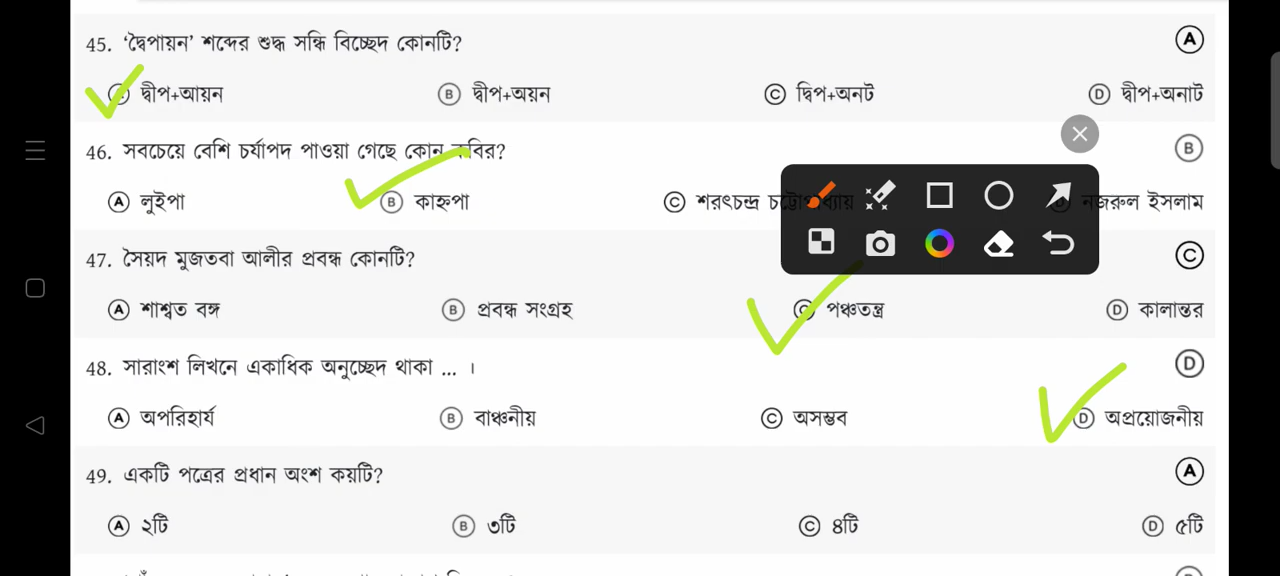 45. ‘দ্বৈপায়ন’ শব্দের শুদ্ধ সন্ধি বিচ্ছেদ কোনটি? A
দ্বীপ+আয়ন B দ্বীপ+অয়ন C দ্বিপ+অনট D দ্বীপ+অনাট
46. সবচেয়ে বেশি চর্যাপদ পাওয়া গেছে কোন কবির? B
A লুইপা B কাহ্নপা C শরৎচন্দ্র চট্টোপাধ্যায় D নজরুল ইসলাম
47. সৈয়দ মুজতবা আলীর প্রবন্ধ কোনটি? C
A শাশ্বত বঙ্গ B প্রবন্ধ সংগ্রহ C পঞ্চতন্ত্র D কালান্তর
48. সারাংশ লিখনে একাধিক অনুচ্ছেদ থাকা ... । D
A অপরিহার্য B বাঞ্চনীয় C অসম্ভব D অপ্রয়োজনীয়
49. একটি পত্রের প্রধান অংশ কয়টি? A
A ২টি B ৩টি C ৪টি D ৫টি